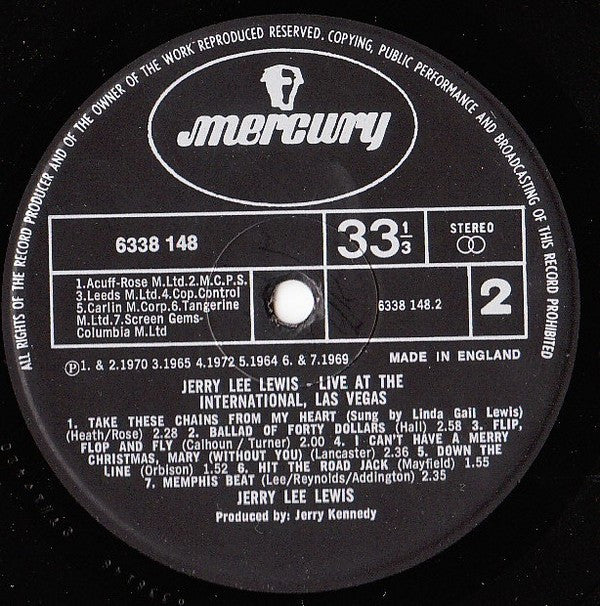 ALL RIGHTS OF THE RECORD PRODUCER AND OF THE OWNER OF THE WORK REPRODUCED RESERVED. COPYING, PUBLIC PERFORMANCE AND BROADCASTING OF THIS RECORD PROHIBITED
mercury
6338 148
33⅓
STEREO
1.Acuff-Rose M.Ltd.2.M.C.P.S.
3.Leeds M.Ltd.4.Cop.Control
5.Carlin M.Corp.6.Tangerine
M.Ltd.7.Screen Gems-
Columbia M.Ltd
6338 148.2
2
Ⓟ1. & 2.1970 3.1965 4.1972 5.1964 6. & 7.1969
MADE IN ENGLAND
JERRY LEE LEWIS - LIVE AT THE
INTERNATIONAL, LAS VEGAS
1. TAKE THESE CHAINS FROM MY HEART (Sung by Linda Gail Lewis)
(Heath/Rose) 2.28 2. BALLAD OF FORTY DOLLARS (Hall) 2.58 3. FLIP,
FLOP AND FLY (Calhoun / Turner) 2.00 4. I CAN'T HAVE A MERRY
CHRISTMAS, MARY (WITHOUT YOU) (Lancaster) 2.36 5. DOWN THE
LINE (Orbison) 1.52 6. HIT THE ROAD JACK (Mayfield) 1.55
7. MEMPHIS BEAT (Lee/Reynolds/Addington) 2.35
JERRY LEE LEWIS
Produced by: Jerry Kennedy